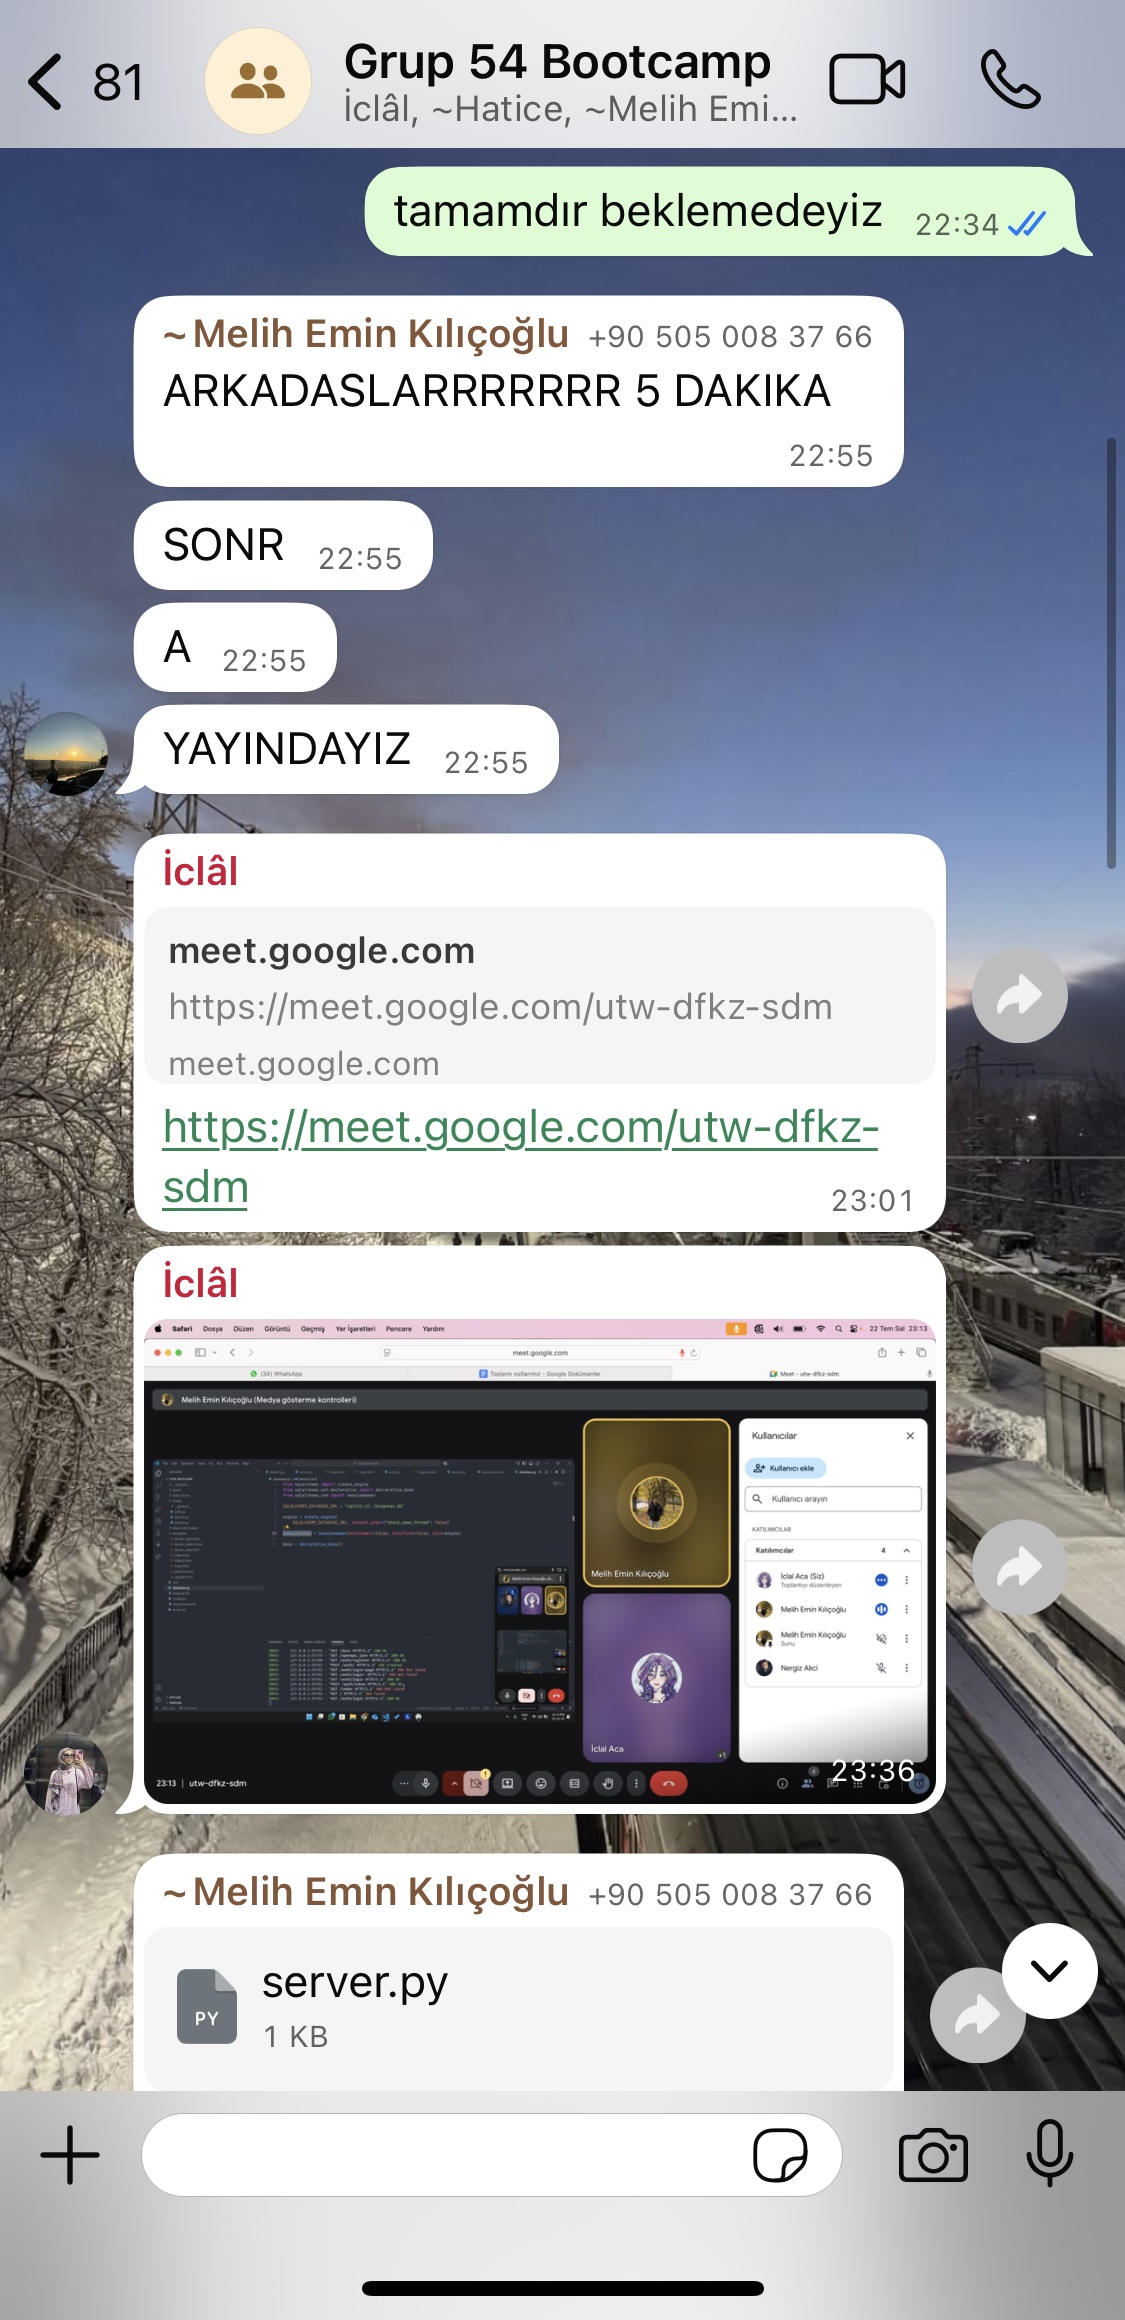 81
Grup 54 Bootcamp
İclâl, ~Hatice, ~Melih Emi...
tamamdır beklemedeyiz 22:34
~Melih Emin Kılıçoğlu +90 505 008 37 66
ARKADASLARRRRRRR 5 DAKIKA
22:55
SONR 22:55
A 22:55
YAYINDAYIZ 22:55
İclâl
meet.google.com
https://meet.google.com/utw-dfkz-sdm
meet.google.com
https://meet.google.com/utw-dfkz-
sdm
23:01
İclâl
Safari Dosya Düzen Görüntü Geçmiş Yer İşaretleri Pencere Yardım 22 Tem Sal 23:13
meet.google.com
(34) WhatsApp Toplantı notlarımız - Google Dokümanlar Meet - utw-dfkz-sdm
Melih Emin Kılıçoğlu (Medya gösterme kontrolleri)
Kullanıcılar
Kullanıcı ekle
Kullanıcı arayın
KATILIMCILAR
Katılımcılar 4
İclal Aca (Siz)
Toplantıyı düzenleyen
Melih Emin Kılıçoğlu
Melih Emin Kılıçoğlu
Sunu
Nergiz Alıcı
Melih Emin Kılıçoğlu
İclal Aca
+1
23:13 | utw-dfkz-sdm
23:36
~Melih Emin Kılıçoğlu +90 505 008 37 66
PY
server.py
1 KB